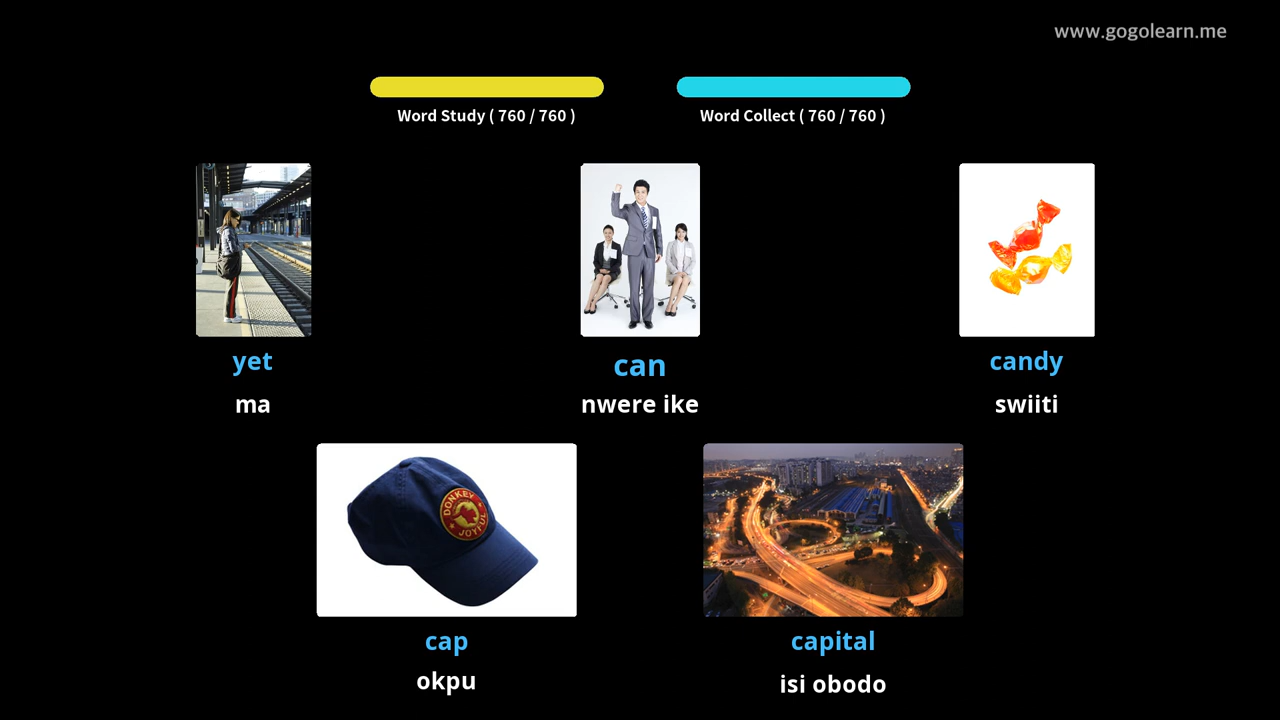 www.gogolearn.me
Word Study ( 760 / 760 )
Word Collect ( 760 / 760 )
yet
can
candy
ma
nwere ike
swiiti
DONKEY
JOYFUL
cap
capital
okpu
isi obodo